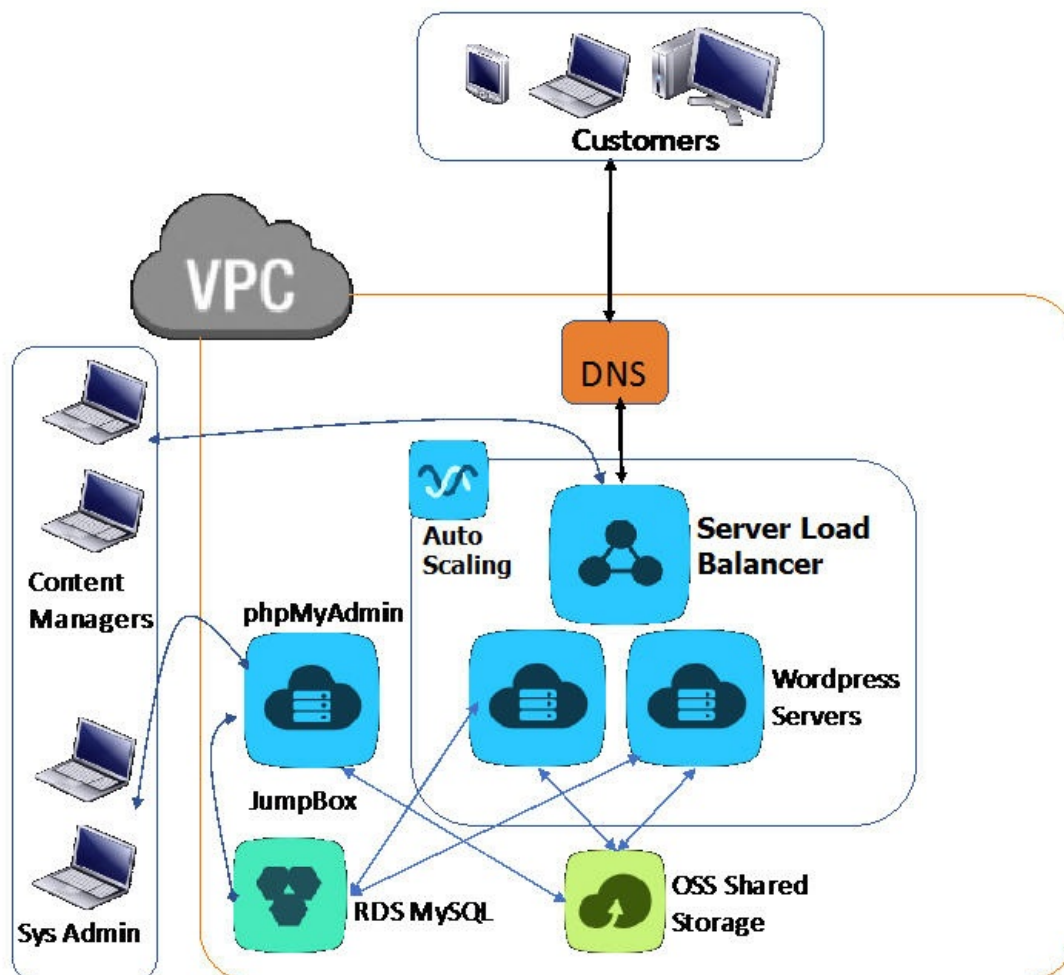 Customers
VPC
DNS
Auto
Scaling
Server Load
Balancer
Content
Managers
phpMyAdmin
Wordpress
Servers
JumpBox
RDS MySQL
OSS Shared
Storage
Sys Admin